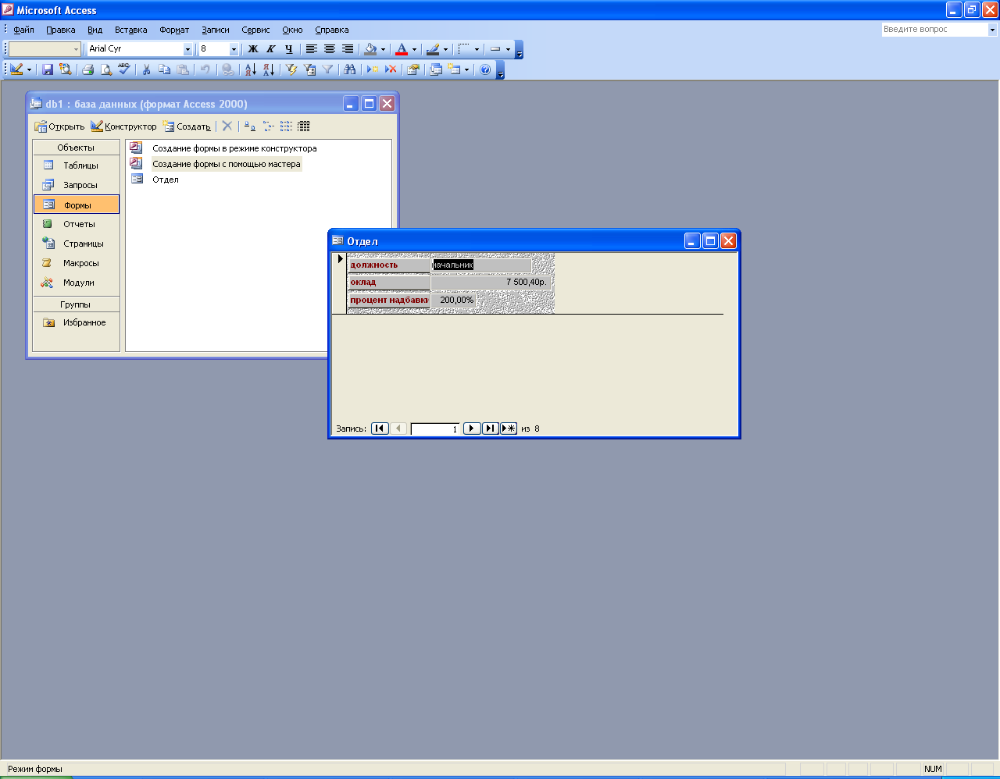 Microsoft Access
Файл Правка Вид Вставка Формат Записи Сервис Окно Справка Введите вопрос
Arial Cyr 8 Ж К Ч
db1 : база данных (формат Access 2000)
Открыть Конструктор Создать
Объекты
Таблицы
Запросы
Формы
Отчеты
Страницы
Макросы
Модули
Группы
Избранное
Создание формы в режиме конструктора
Создание формы с помощью мастера
Отдел
Отдел
должность начальник
оклад 7 500,40р.
процент надбавки 200,00%
Запись: 1 из 8
Режим формы NUM